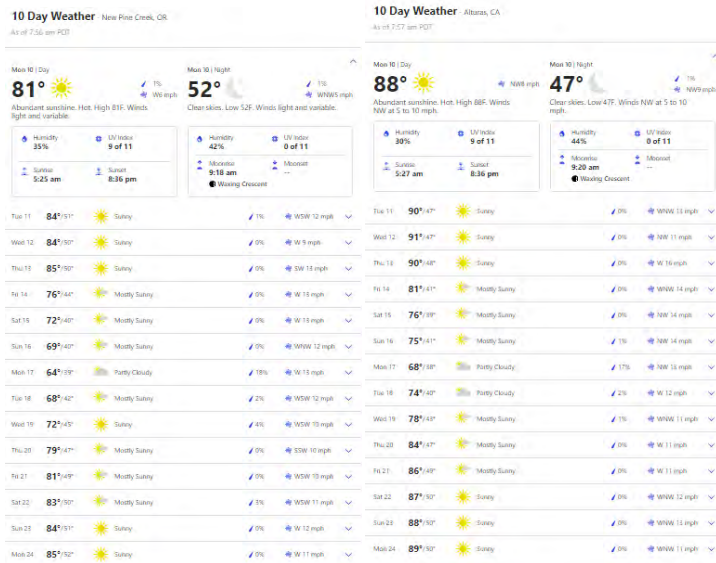 10 Day Weather - New Pine Creek, OR
As of 7:56 am PDT
Mon 10 | Day
81°
1%
W6 mph
Abundant sunshine. Hot. High 81F. Winds
light and variable.
Humidity
35%
UV Index
9 of 11
Sunrise
5:25 am
Sunset
8:36 pm
Mon 10 | Night
52°
1%
WNW5 mph
Clear skies. Low 52F. Winds light and variable.
Humidity
42%
UV Index
0 of 11
Moonrise
9:18 am
Moonset
--
Waxing Crescent
Tue 11 84°/51° Sunny 1% WSW 12 mph
Wed 12 84°/50° Sunny 0% W 9 mph
Thu 13 85°/50° Sunny 0% SW 13 mph
Fri 14 76°/44° Mostly Sunny 0% W 13 mph
Sat 15 72°/40° Mostly Sunny 0% W 13 mph
Sun 16 69°/40° Mostly Sunny 0% WNW 12 mph
Mon 17 64°/39° Partly Cloudy 18% W 13 mph
Tue 18 68°/42° Mostly Sunny 2% WSW 12 mph
Wed 19 72°/45° Sunny 4% WSW 10 mph
Thu 20 79°/47° Mostly Sunny 0% SSW 10 mph
Fri 21 81°/49° Mostly Sunny 0% WSW 10 mph
Sat 22 83°/50° Mostly Sunny 3% WSW 11 mph
Sun 23 84°/51° Sunny 0% W 12 mph
Mon 24 85°/52° Sunny 0% W 11 mph
10 Day Weather - Alturas, CA
As of 7:57 am PDT
Mon 10 | Day
88°
NW8 mph
Abundant sunshine. Hot. High 88F. Winds
NW at 5 to 10 mph.
Humidity
30%
UV Index
9 of 11
Sunrise
5:27 am
Sunset
8:36 pm
Mon 10 | Night
47°
1%
NW9 mph
Clear skies. Low 47F. Winds NW at 5 to 10
mph.
Humidity
44%
UV Index
0 of 11
Moonrise
9:20 am
Moonset
--
Waxing Crescent
Tue 11 90°/47° Sunny 0% WNW 13 mph
Wed 12 91°/47° Sunny 0% NW 11 mph
Thu 13 90°/48° Sunny 0% W 16 mph
Fri 14 81°/41° Mostly Sunny 0% WNW 14 mph
Sat 15 76°/39° Mostly Sunny 0% NW 14 mph
Sun 16 75°/41° Mostly Sunny 1% NW 14 mph
Mon 17 68°/38° Partly Cloudy 17% NW 13 mph
Tue 18 74°/40° Partly Cloudy 2% W 12 mph
Wed 19 78°/43° Mostly Sunny 1% WNW 11 mph
Thu 20 84°/47° Mostly Sunny 0% W 11 mph
Fri 21 86°/49° Mostly Sunny 0% W 11 mph
Sat 22 87°/50° Sunny 0% WNW 12 mph
Sun 23 88°/50° Sunny 0% WNW 13 mph
Mon 24 89°/50° Sunny 0% WNW 11 mph